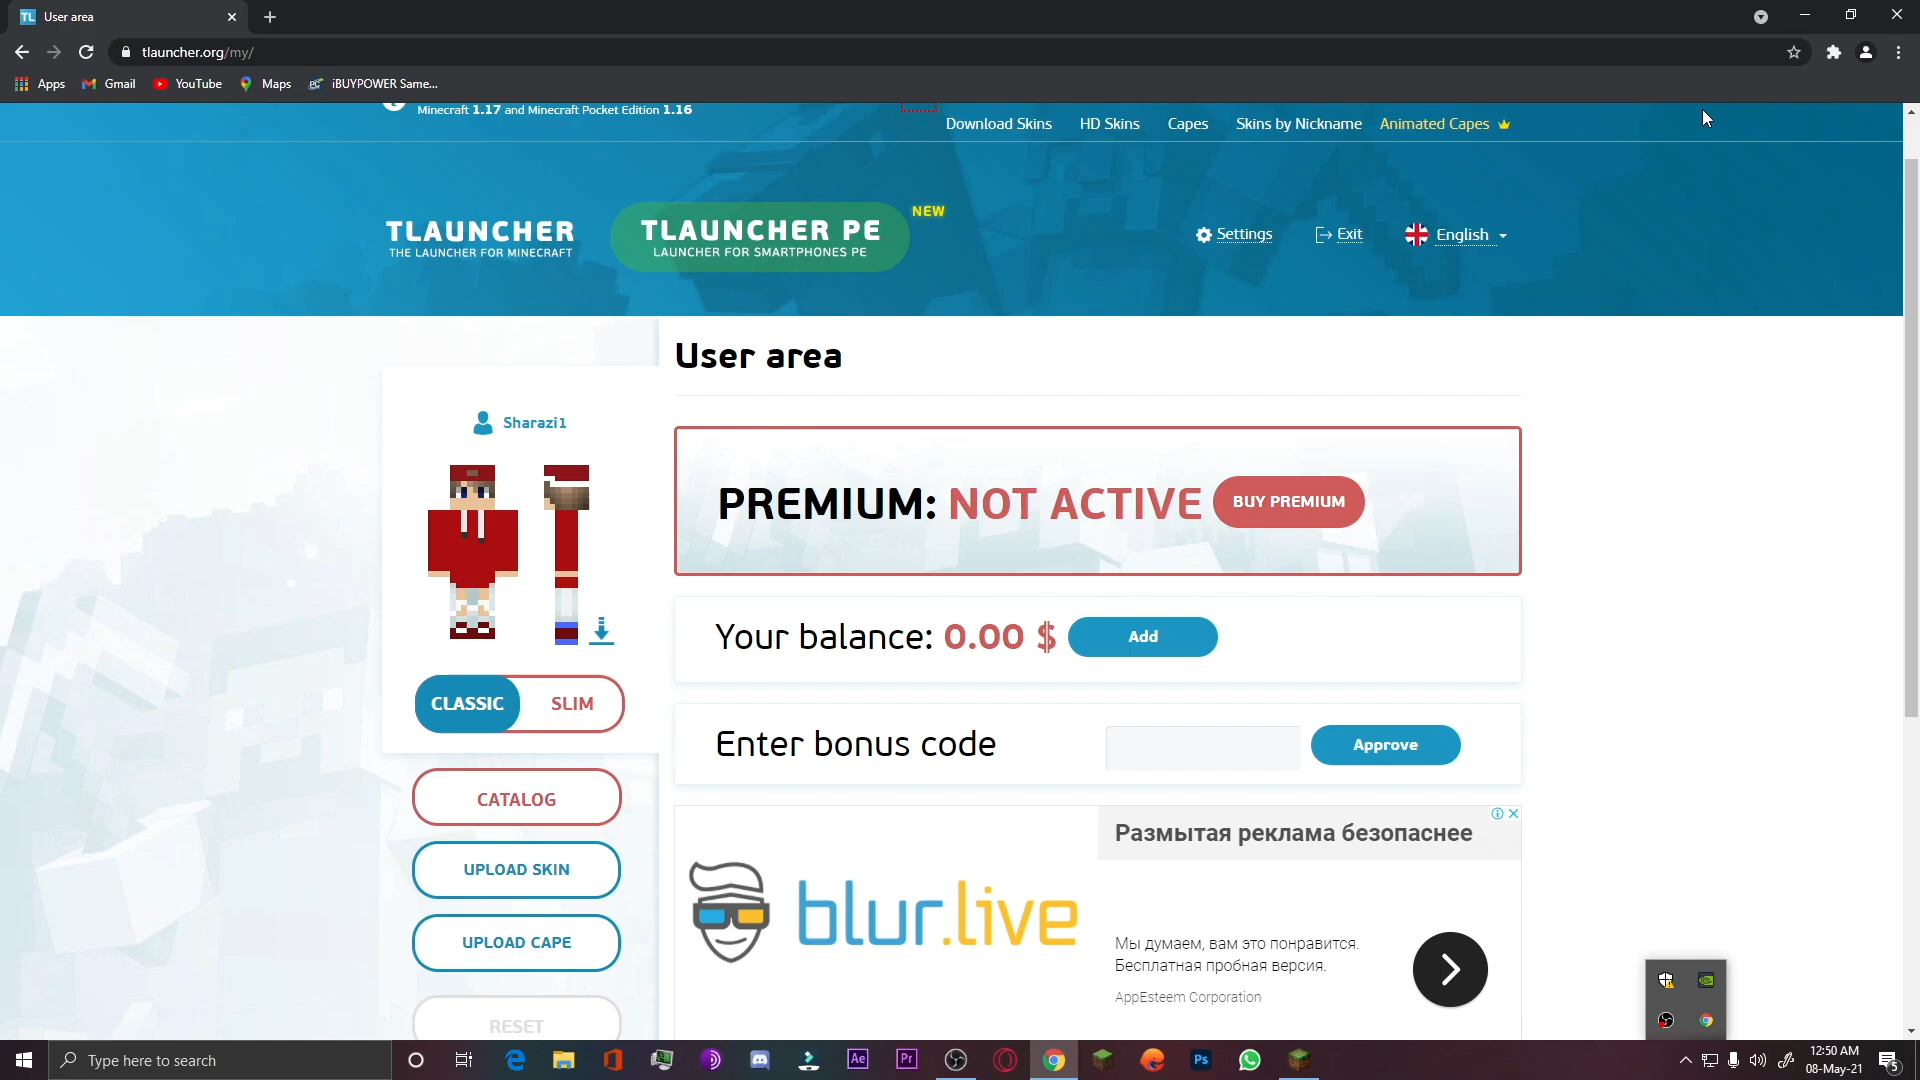 User area
tlauncher.org/my/
Apps
Gmail
YouTube
Maps
iBUYPOWER Same...
Minecraft 1.17 and Minecraft Pocket Edition 1.16
Download Skins
HD Skins
Capes
Skins by Nickname
Animated Capes
TLAUNCHER
THE LAUNCHER FOR MINECRAFT
TLAUNCHER PE
LAUNCHER FOR SMARTPHONES PE
NEW
Settings
Exit
English
User area
Sharazi1
PREMIUM: NOT ACTIVE
BUY PREMIUM
Your balance: 0.00 $
Add
CLASSIC
SLIM
Enter bonus code
Approve
CATALOG
UPLOAD SKIN
UPLOAD CAPE
RESET
blur.live
Размытая реклама безопаснее
Мы думаем, вам это понравится.
Бесплатная пробная версия.
AppEsteem Corporation
Type here to search
Ae
Pr
Ps
12:50 AM
08-May-21
5